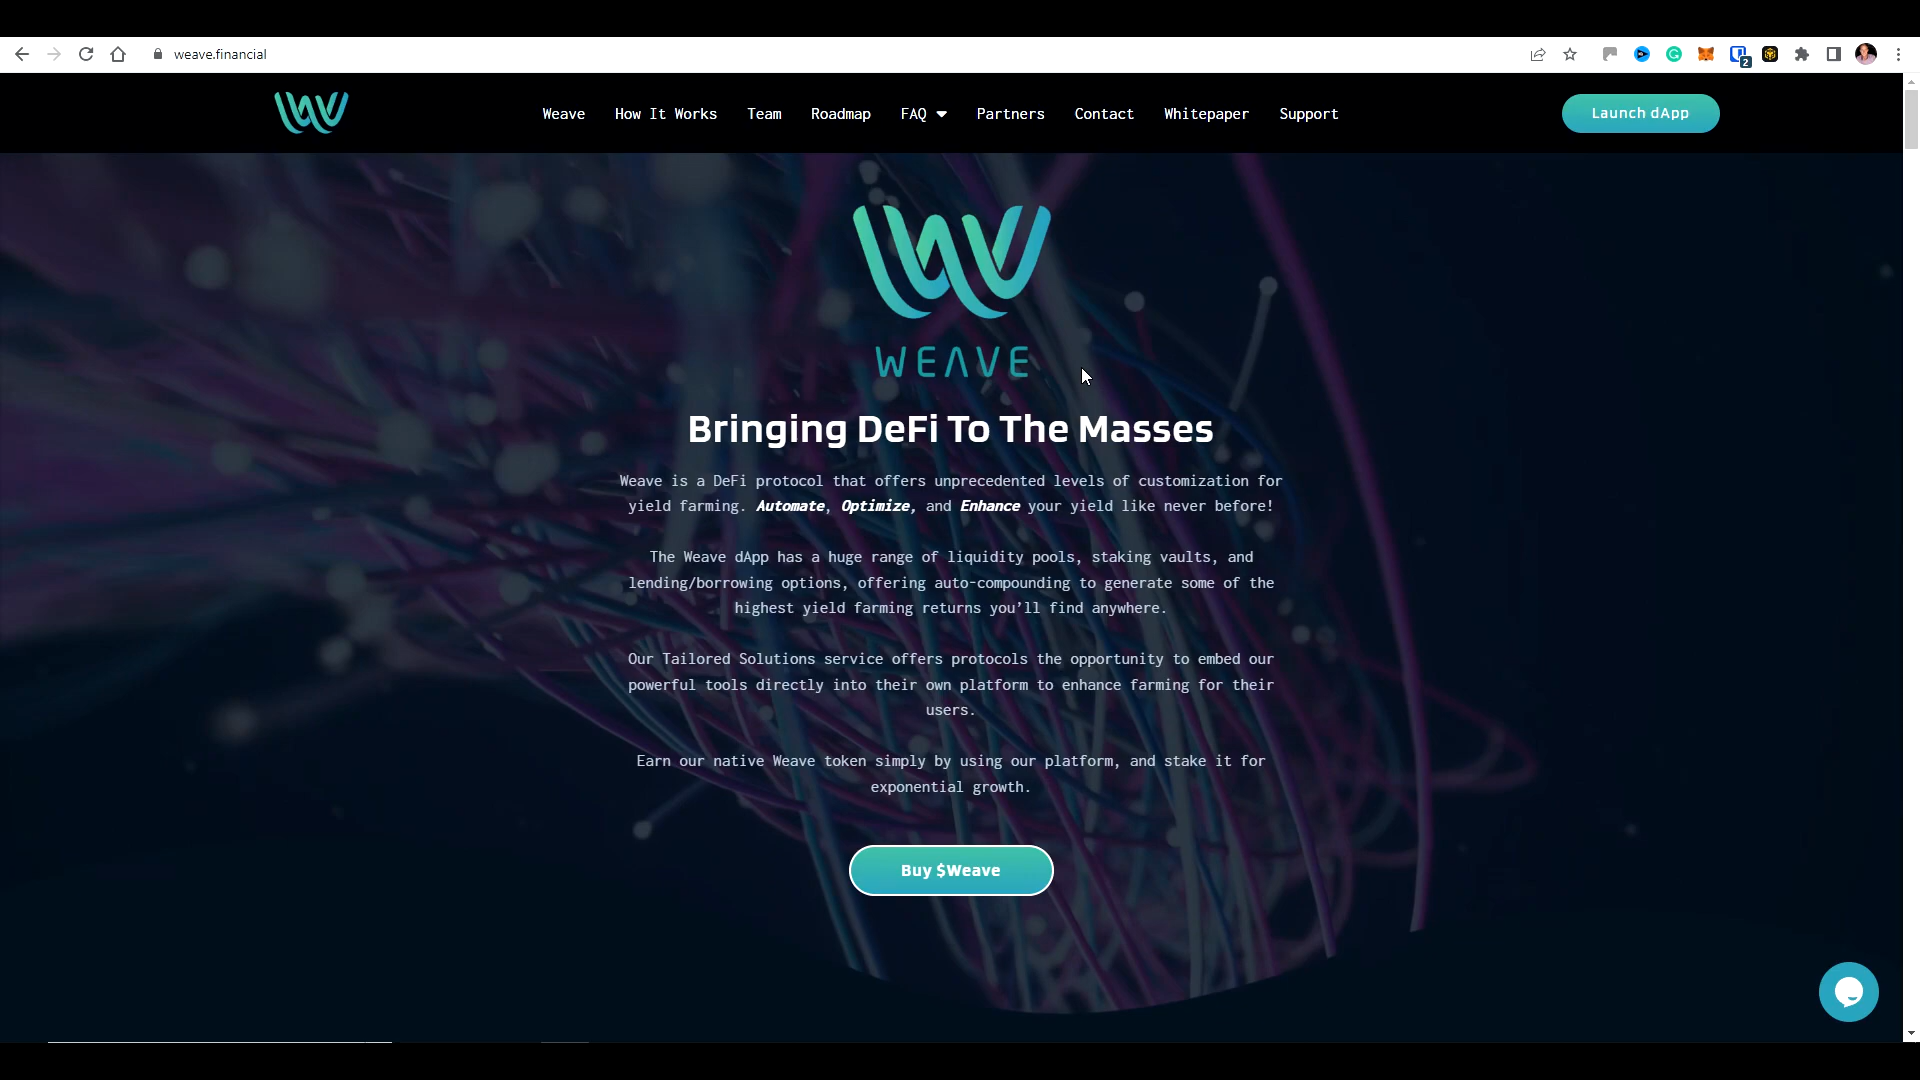 weave.financial
2
Weave How It Works Team Roadmap FAQ Partners Contact Whitepaper Support Launch dApp
WEAVE
Bringing DeFi To The Masses
Weave is a DeFi protocol that offers unprecedented levels of customization for
yield farming. Automate, Optimize, and Enhance your yield like never before!
The Weave dApp has a huge range of liquidity pools, staking vaults, and
lending/borrowing options, offering auto-compounding to generate some of the
highest yield farming returns you’ll find anywhere.
Our Tailored Solutions service offers protocols the opportunity to embed our
powerful tools directly into their own platform to enhance farming for their
users.
Earn our native Weave token simply by using our platform, and stake it for
exponential growth.
Buy $Weave